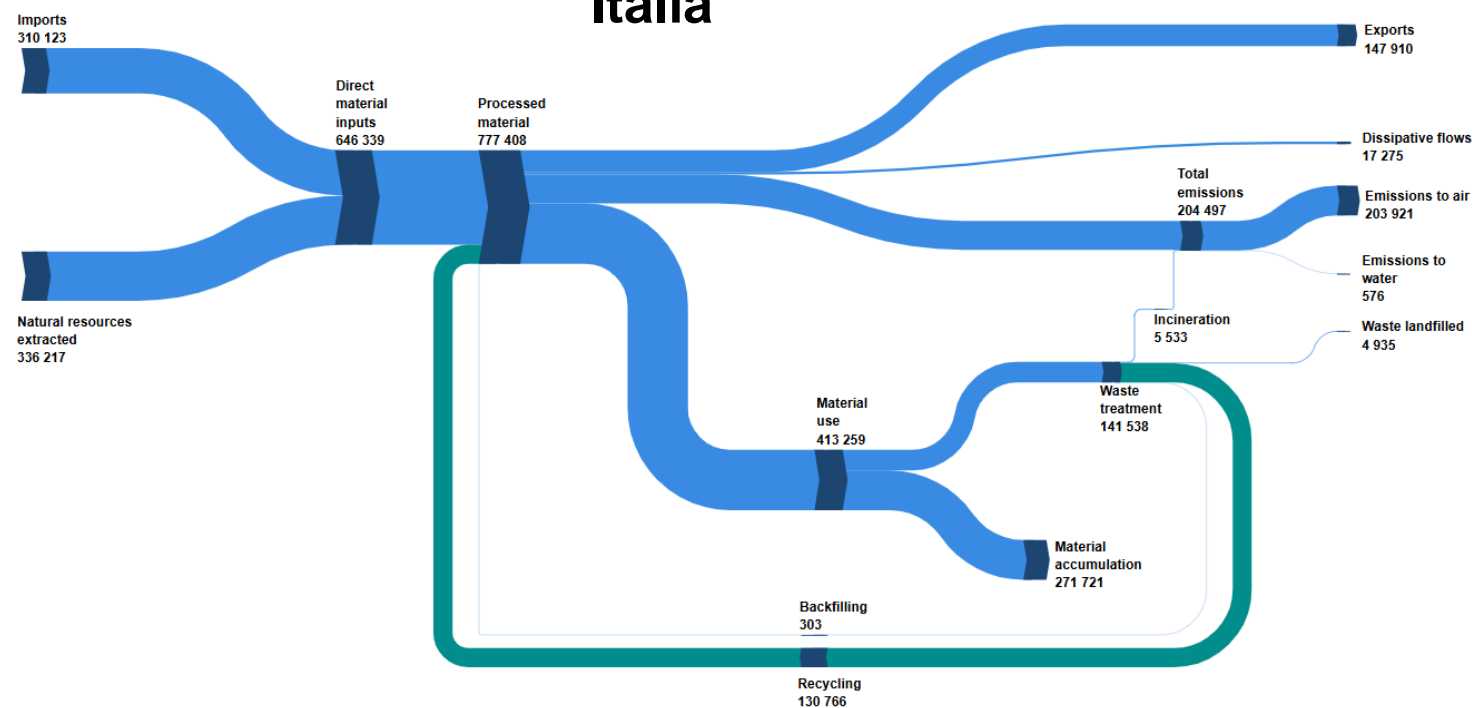 Italia
Imports
310 123
Exports
147 910
Direct
material
inputs
646 339
Processed
material
777 408
Dissipative flows
17 275
Total
emissions
204 497
Emissions to air
203 921
Emissions to
water
576
Natural resources
extracted
336 217
Incineration
5 533
Waste landfilled
4 935
Waste
treatment
141 538
Material
use
413 259
Material
accumulation
271 721
Backfilling
303
Recycling
130 766